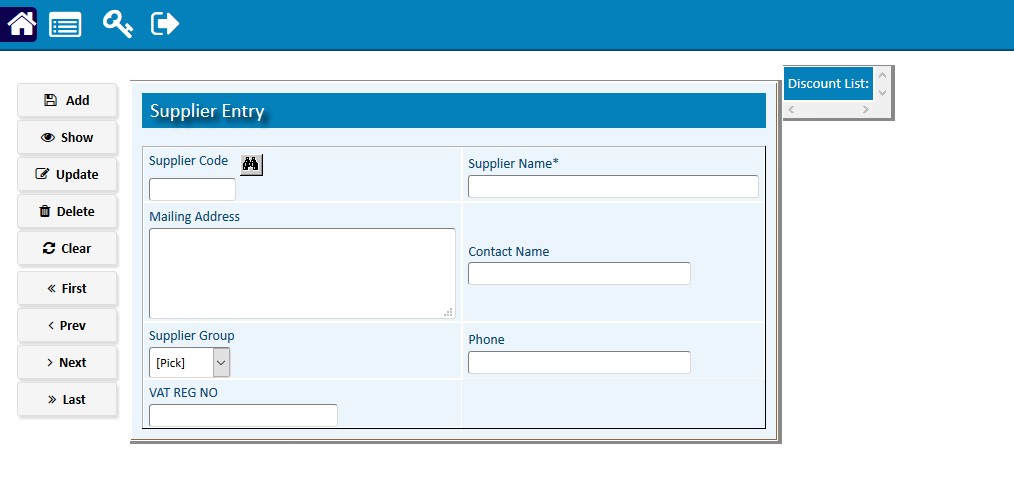 Add
Show
Update
Delete
Clear
« First
‹ Prev
› Next
» Last
Supplier Entry
Supplier Code
Supplier Name*
Mailing Address
Contact Name
Supplier Group
[Pick]
Phone
VAT REG NO
Discount List: